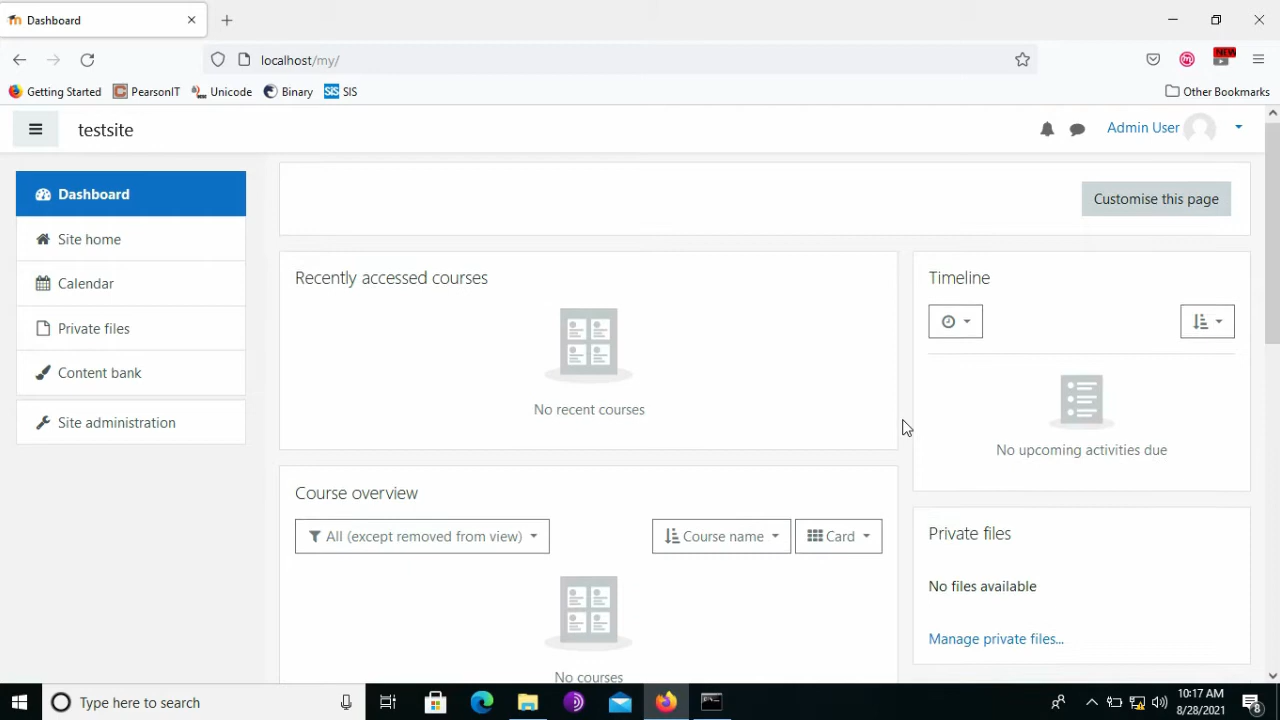 Dashboard
localhost/my/
NEW
Getting Started
PearsonIT
Unicode
Binary
SIS SIS
Other Bookmarks
testsite
Admin User
Dashboard
Customise this page
Site home
Calendar
Private files
Content bank
Site administration
Recently accessed courses
No recent courses
Timeline
No upcoming activities due
Course overview
All (except removed from view)
Course name
Card
No courses
Private files
No files available
Manage private files...
Type here to search
10:17 AM
8/28/2021
8